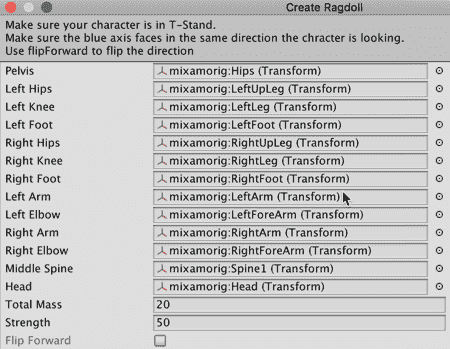 Create Ragdoll
Make sure your character is in T-Stand.
Make sure the blue axis faces in the same direction the chracter is looking.
Use flipForward to flip the direction
Pelvis mixamorig:Hips (Transform)
Left Hips mixamorig:LeftUpLeg (Transform)
Left Knee mixamorig:LeftLeg (Transform)
Left Foot mixamorig:LeftFoot (Transform)
Right Hips mixamorig:RightUpLeg (Transform)
Right Knee mixamorig:RightLeg (Transform)
Right Foot mixamorig:RightFoot (Transform)
Left Arm mixamorig:LeftArm (Transform)
Left Elbow mixamorig:LeftForeArm (Transform)
Right Arm mixamorig:RightArm (Transform)
Right Elbow mixamorig:RightForeArm (Transform)
Middle Spine mixamorig:Spine1 (Transform)
Head mixamorig:Head (Transform)
Total Mass 20
Strength 50
Flip Forward